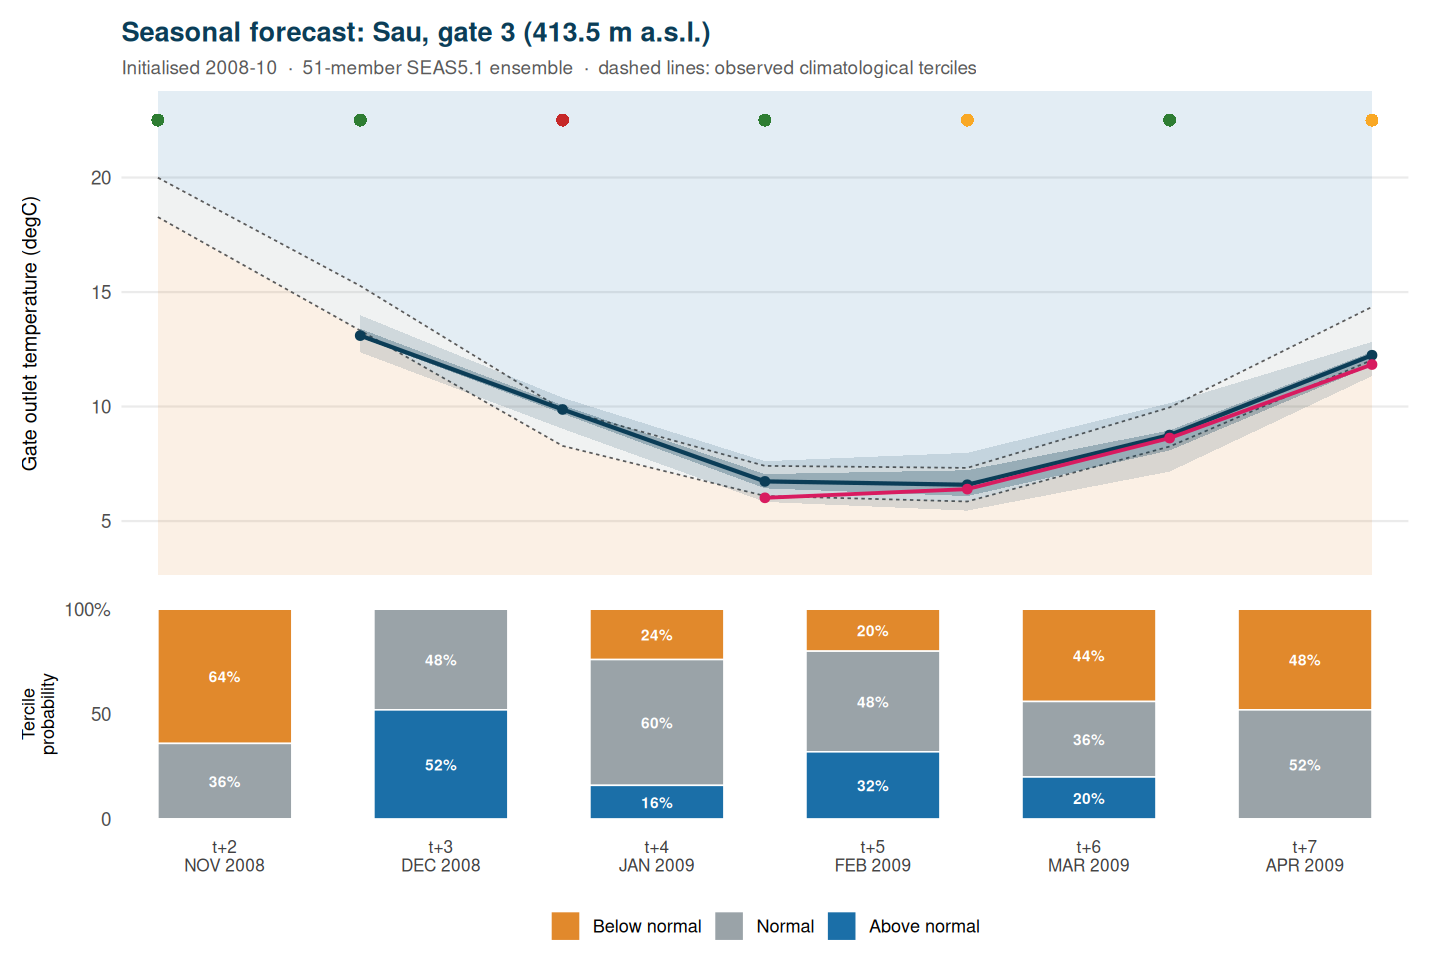 Seasonal forecast: Sau, gate 3 (413.5 m a.s.l.)
Initialised 2008-10 · 51-member SEAS5.1 ensemble · dashed lines: observed climatological terciles
Gate outlet temperature (degC)
20
15
10
5
Tercile
probability
100%
50
0
64%
36%
48%
52%
24%
60%
16%
20%
48%
32%
44%
36%
20%
48%
52%
t+2
NOV 2008
t+3
DEC 2008
t+4
JAN 2009
t+5
FEB 2009
t+6
MAR 2009
t+7
APR 2009
Below normal
Normal
Above normal